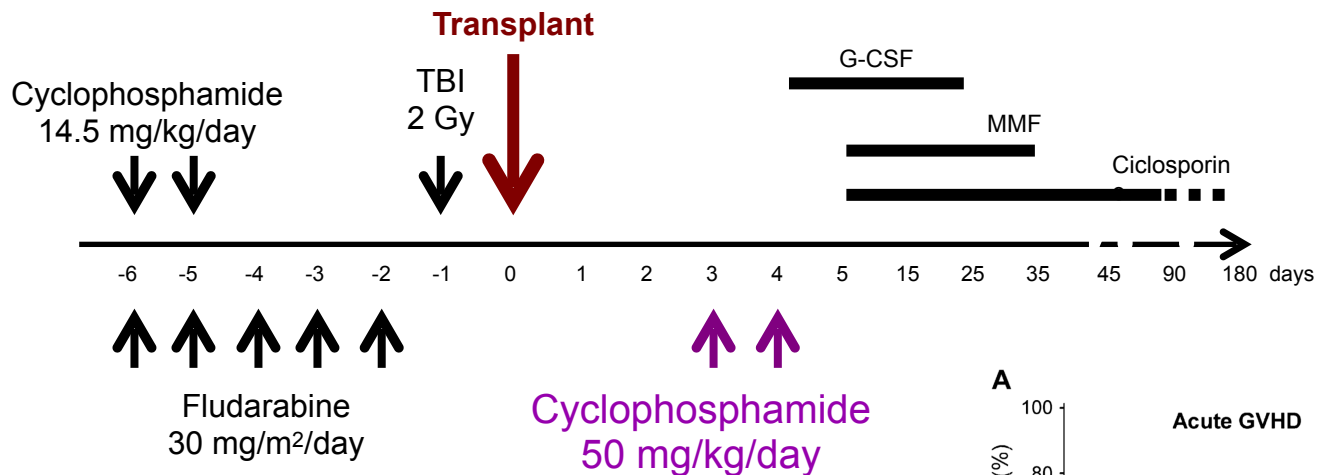 Transplant
G-CSF
TBI
2 Gy
Cyclophosphamide
14.5 mg/kg/day
MMF
Ciclosporin
-6 -5 -4 -3 -2 -1 0 1 2 3 4 5 15 25 35 45 90 180 days
Fludarabine
30 mg/m²/day
Cyclophosphamide
50 mg/kg/day
A
100
Acute GVHD
(%)
80